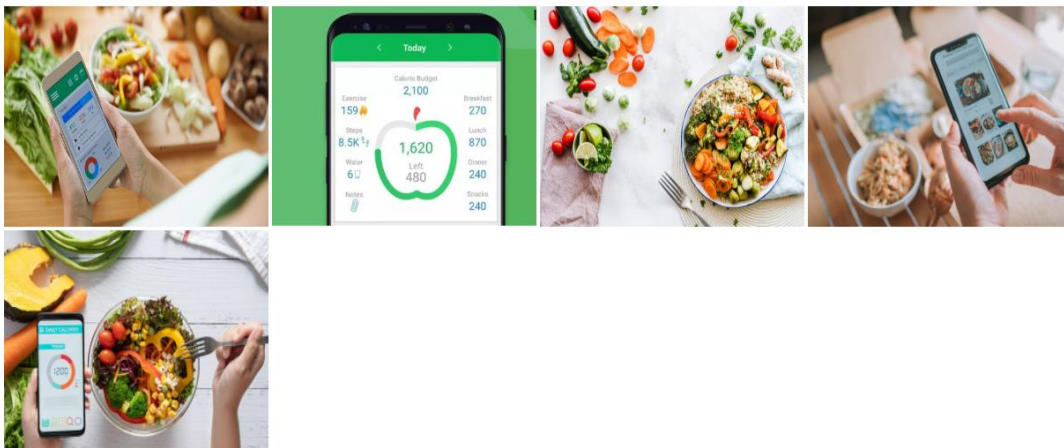 Today
Calorie Budget
2,100
Exercise
159
Breakfast
270
Steps
8.5K
Lunch
870
1,620
Left
480
Water
6
Dinner
240
Notes
Snacks
240
DAILY CALORIES
1200